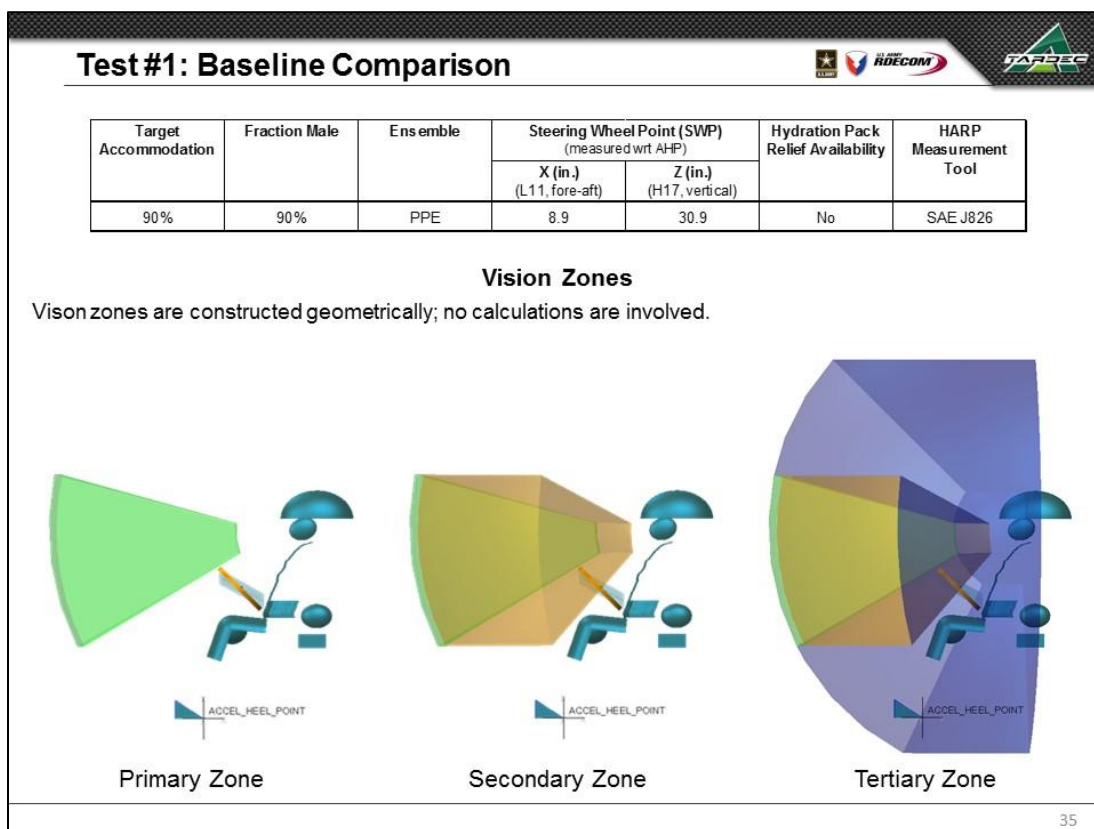 Test #1: Baseline Comparison
U.S. ARMY
U.S. ARMY
RDECOM
TARDEC
Target Accommodation
Fraction Male
Ensemble
Steering Wheel Point (SWP)
(measured wrt AHP)
Hydration Pack
Relief Availability
HARP
Measurement
Tool
X (in.)
(L11, fore-aft)
Z (in.)
(H17, vertical)
90% 90% PPE 8.9 30.9 No SAE J826
Vision Zones
Vison zones are constructed geometrically; no calculations are involved.
ACCEL_HEEL_POINT
ACCEL_HEEL_POINT
ACCEL_HEEL_POINT
Primary Zone
Secondary Zone
Tertiary Zone
35